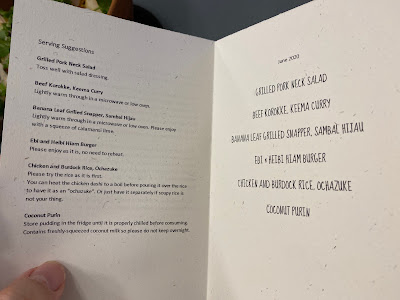 Serving Suggestions
Grilled Pork Neck Salad
Toss well with salad dressing.
Beef Korokke, Keema Curry
Lightly warm through in a microwave or low oven.
Banana Leaf Grilled Snapper, Sambal Hijau
Lightly warm through in a microwave or low oven. Please enjoy
with a squeeze of calamansi lime.
Ebi and Heibi Hiam Burger
Please enjoy as it is, no need to reheat.
Chicken and Burdock Rice, Ochazuke
Please try the rice as it is first.
You can heat the chicken dashi to a boil before pouring it over the rice
to have it as an "ochazuke". Or just have it separately if soupy rice is
not your thing.
Coconut Purin
Store pudding in the fridge until it is properly chilled before consuming.
Contains freshly-squeezed coconut milk so please do not keep overnight.
June 2020
GRILLED PORK NECK SALAD
BEEF KOROKKE, KEEMA CURRY
BANANA LEAF GRILLED SNAPPER, SAMBAL HIJAU
EBI & HEIBI HIAM BURGER
CHICKEN AND BURDOCK RICE, OCHAZUKE
COCONUT PURIN